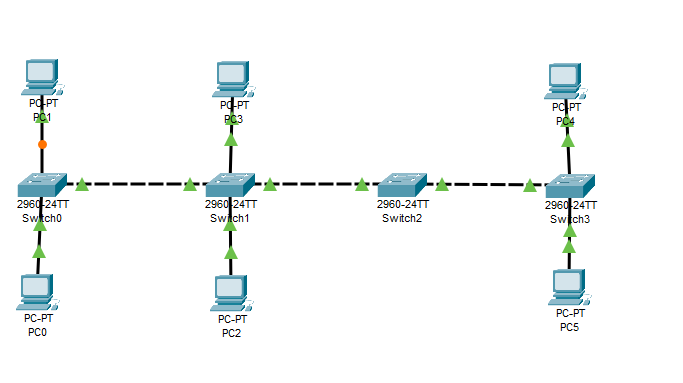 PC-PT
PC1
PC-PT
PC3
PC-PT
PC4
2960-24TT
Switch0
2960-24TT
Switch1
2960-24TT
Switch2
2960-24TT
Switch3
PC-PT
PC0
PC-PT
PC2
PC-PT
PC5